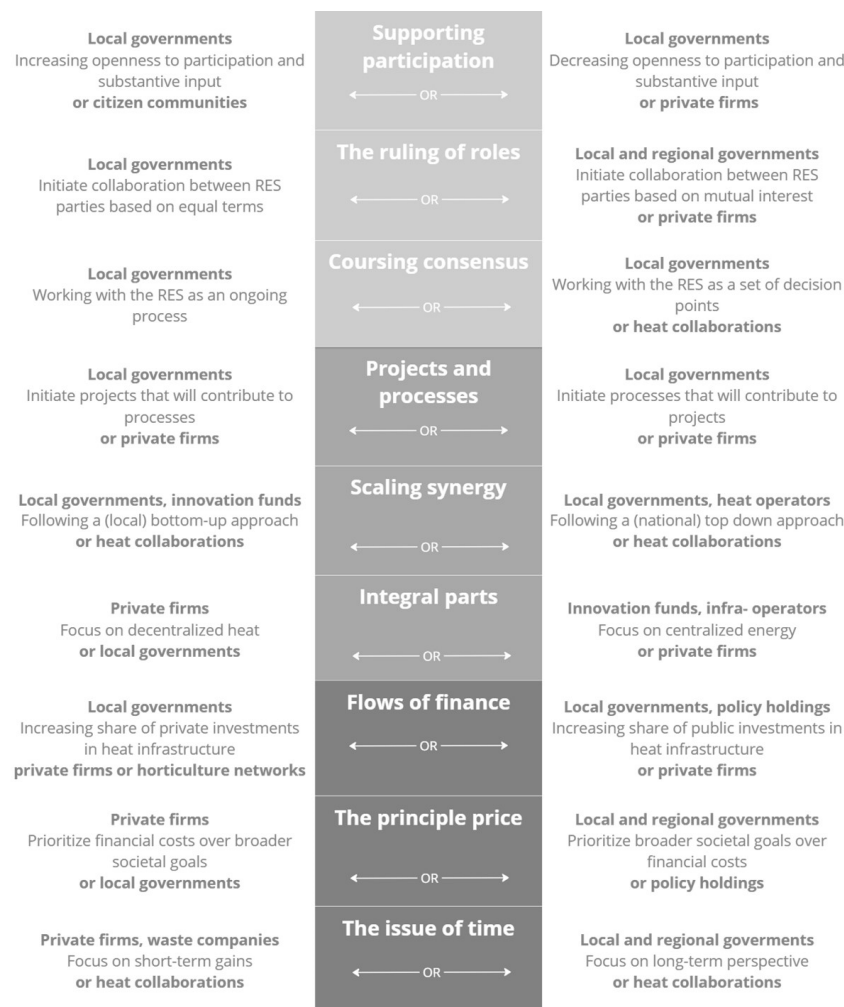 Local governments
Increasing openness to participation and
substantive input
or citizen communities
Supporting
participation
OR
Local governments
Decreasing openness to participation and
substantive input
or private firms
Local governments
Initiate collaboration between RES
parties based on equal terms
The ruling of roles
OR
Local and regional governments
Initiate collaboration between RES
parties based on mutual interest
or private firms
Local governments
Working with the RES as an ongoing
process
Coursing consensus
OR
Local governments
Working with the RES as a set of decision
points
or heat collaborations
Local governments
Initiate projects that will contribute to
processes
or private firms
Projects and
processes
OR
Local governments
Initiate processes that will contribute to
projects
or private firms
Local governments, innovation funds
Following a (local) bottom-up approach
or heat collaborations
Scaling synergy
OR
Local governments, heat operators
Following a (national) top down approach
or heat collaborations
Private firms
Focus on decentralized heat
or local governments
Integral parts
OR
Innovation funds, infra- operators
Focus on centralized energy
or private firms
Local governments
Increasing share of private investments
in heat infrastructure
private firms or horticulture networks
Flows of finance
OR
Local governments, policy holdings
Increasing share of public investments in
heat infrastructure
or private firms
Private firms
Prioritize financial costs over broader
societal goals
or local governments
The principle price
OR
Local and regional governments
Prioritize broader societal goals over
financial costs
or policy holdings
Private firms, waste companies
Focus on short-term gains
or heat collaborations
The issue of time
OR
Local and regional goverments
Focus on long-term perspective
or heat collaborations